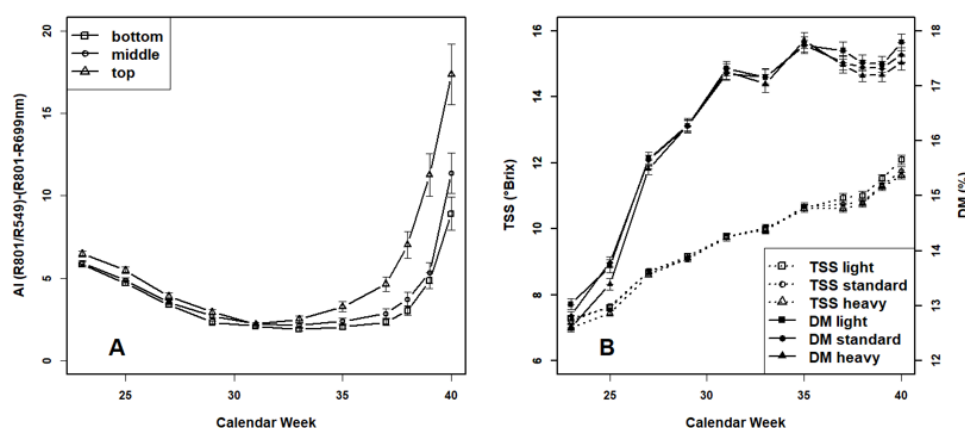 bottom
middle
top
AI (R801/R549)-(R801-R699nm)
20
15
10
5
0
A
25
30
35
40
Calendar Week
TSS (°Brix)
16
14
12
10
8
6
18
17
16
15
14
13
12
DM (%)
TSS light
TSS standard
TSS heavy
DM light
DM standard
DM heavy
B
25
30
35
40
Calendar Week